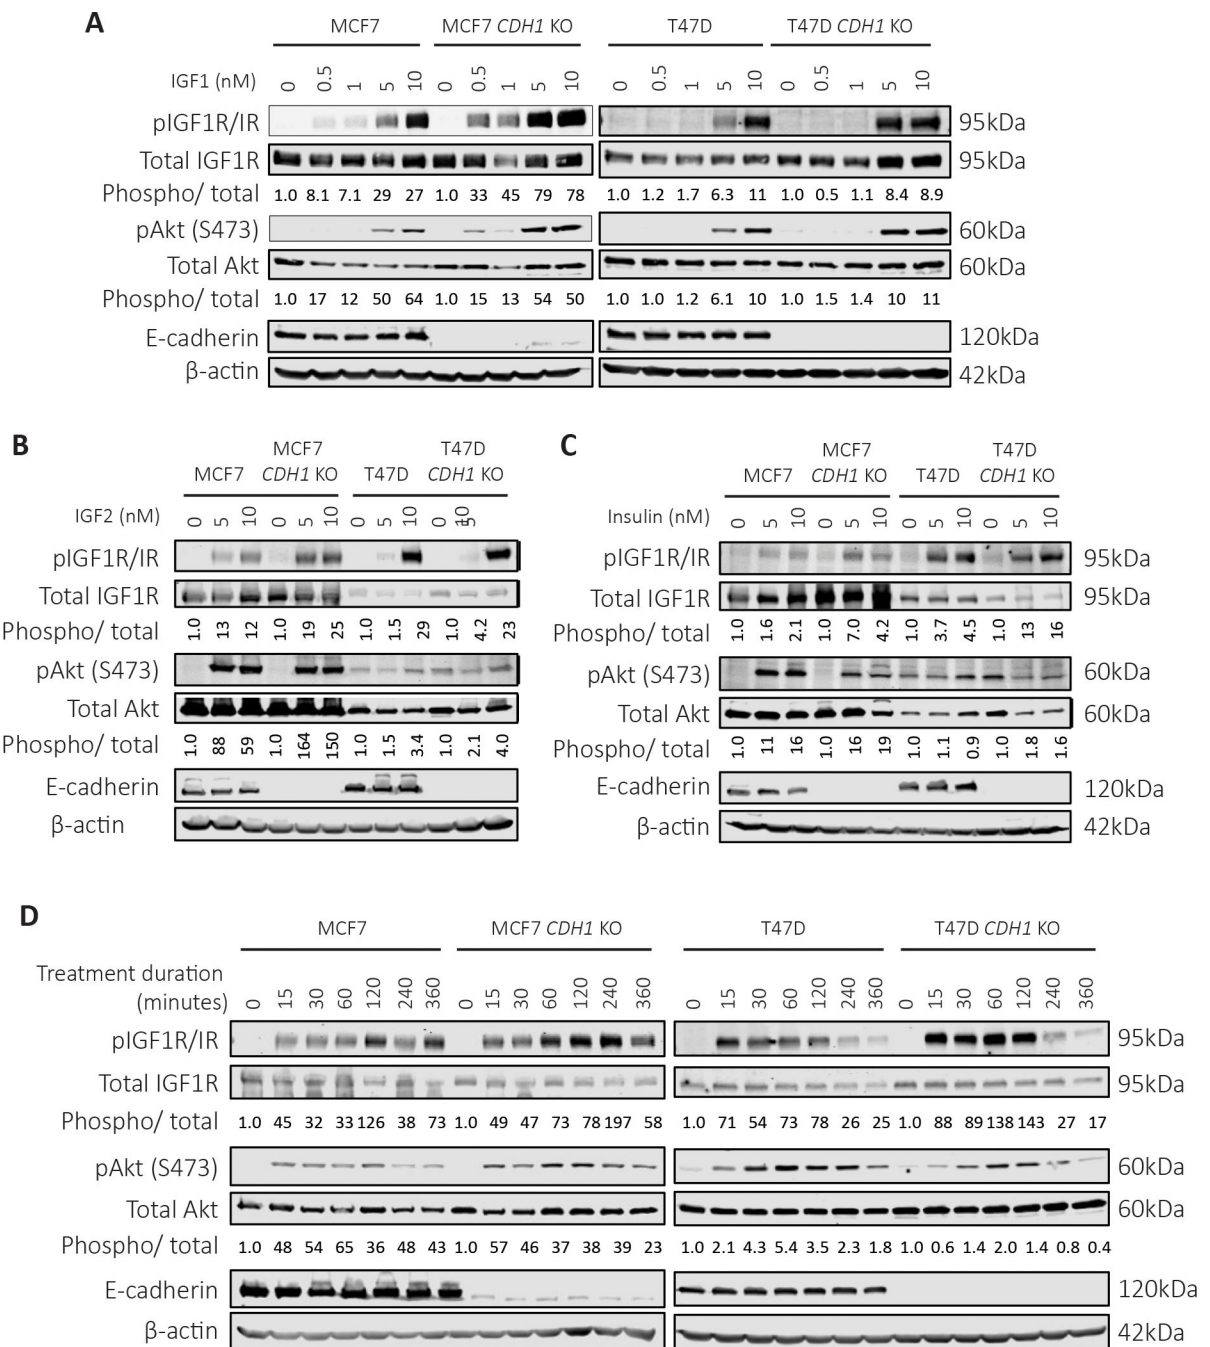 A
MCF7 MCF7 CDH1 KO T47D T47D CDH1 KO
IGF1 (nM) 0 0.5 1 5 10 0 0.5 1 5 10 0 0.5 1 5 10 0 0.5 1 5 10
pIGF1R/IR 95kDa
Total IGF1R 95kDa
Phospho/ total 1.0 8.1 7.1 29 27 1.0 33 45 79 78 1.0 1.2 1.7 6.3 11 1.0 0.5 1.1 8.4 8.9
pAkt (S473) 60kDa
Total Akt 60kDa
Phospho/ total 1.0 17 12 50 64 1.0 15 13 54 50 1.0 1.0 1.2 6.1 10 1.0 1.5 1.4 10 11
E-cadherin 120kDa
β-actin 42kDa
B
MCF7 MCF7 CDH1 KO T47D T47D CDH1 KO
IGF2 (nM) 0 5 10 0 5 10 0 5 10 0 5 10
pIGF1R/IR
Total IGF1R
Phospho/ total 1.0 13 12 1.0 19 25 1.0 1.5 29 1.0 4.2 23
pAkt (S473)
Total Akt
Phospho/ total 1.0 88 59 1.0 164 150 1.0 1.5 3.4 1.0 2.1 4.0
E-cadherin
β-actin
C
MCF7 MCF7 CDH1 KO T47D T47D CDH1 KO
Insulin (nM) 0 5 10 0 5 10 0 5 10 0 5 10
pIGF1R/IR 95kDa
Total IGF1R 95kDa
Phospho/ total 1.0 1.6 2.1 1.0 7.0 4.2 1.0 3.7 4.5 1.0 13 16
pAkt (S473) 60kDa
Total Akt 60kDa
Phospho/ total 1.0 11 16 1.0 16 19 1.0 1.1 0.9 1.0 1.8 1.6
E-cadherin 120kDa
β-actin 42kDa
D
MCF7 MCF7 CDH1 KO T47D T47D CDH1 KO
Treatment duration
(minutes) 0 15 30 60 120 240 360 0 15 30 60 120 240 360 0 15 30 60 120 240 360 0 15 30 60 120 240 360
pIGF1R/IR 95kDa
Total IGF1R 95kDa
Phospho/ total 1.0 45 32 33 126 38 73 1.0 49 47 73 78 197 58 1.0 71 54 73 78 26 25 1.0 88 89 138 143 27 17
pAkt (S473) 60kDa
Total Akt 60kDa
Phospho/ total 1.0 48 54 65 36 48 43 1.0 57 46 37 38 39 23 1.0 2.1 4.3 5.4 3.5 2.3 1.8 1.0 0.6 1.4 2.0 1.4 0.8 0.4
E-cadherin 120kDa
β-actin 42kDa